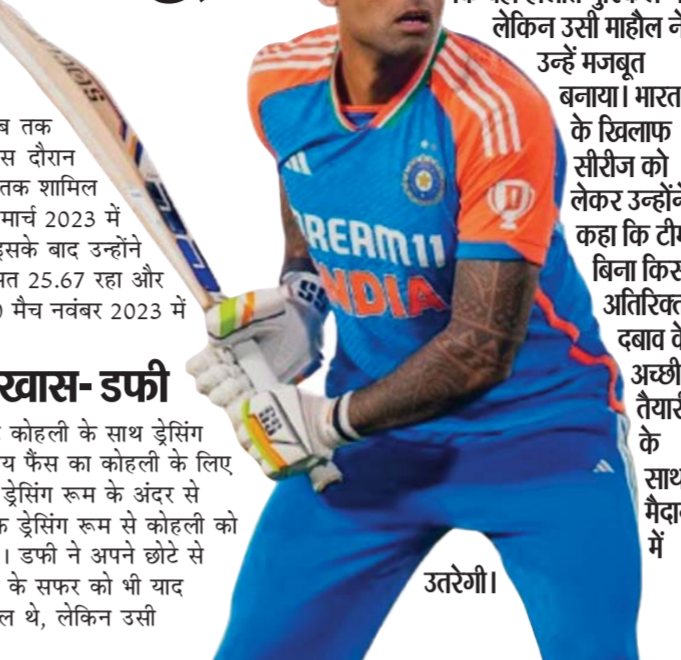 लेकिन उसी माहौल ने
उन्हें मजबूत
बनाया। भारत
के खिलाफ
सीरीज को
लेकर उन्होंने
कहा कि टीम
बिना किस
अतिरिक्त
दबाव के
अच्छी
तैयारी
के
साथ
मैदान
में
उतरेगी।
ब तक
स दौरान
तक शामिल
मार्च 2023 में
इसके बाद उन्होंने
सत 25.67 रहा और
) मैच नवंबर 2023 में
खास- डफी
कोहली के साथ ड्रेसिंग
य फैंस का कोहली के लिए
ड्रेसिंग रूम के अंदर से
क ड्रेसिंग रूम से कोहली को
। डफी ने अपने छोटे से
के सफर को भी याद
ल थे, लेकिन उसी
DREAM11
INDIA
SS